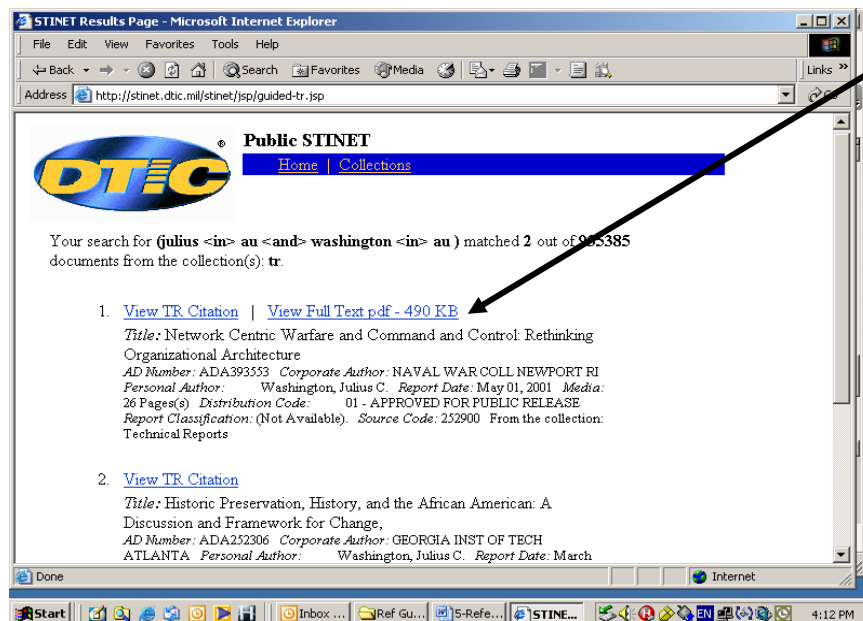 STINET Results Page - Microsoft Internet Explorer
File Edit View Favorites Tools Help
Back Search Favorites Media Links »
Address http://stinet.dtic.mil/stinet/jsp/guided-tr.jsp
DTIC ®
Public STINET
Home | Collections
Your search for (julius <in> au <and> washington <in> au ) matched 2 out of
documents from the collection(s): tr.
1. View TR Citation | View Full Text pdf - 490 KB
Title: Network Centric Warfare and Command and Control: Rethinking
Organizational Architecture
AD Number: ADA393553 Corporate Author: NAVAL WAR COLL NEWPORT RI
Personal Author: Washington, Julius C. Report Date: May 01, 2001 Media:
26 Pages(s) Distribution Code: 01 - APPROVED FOR PUBLIC RELEASE
Report Classification: (Not Available). Source Code: 252900 From the collection:
Technical Reports
2. View TR Citation
Title: Historic Preservation, History, and the African American: A
Discussion and Framework for Change,
AD Number: ADA252306 Corporate Author: GEORGIA INST OF TECH
ATLANTA Personal Author: Washington, Julius C. Report Date: March
Done Internet
Start Inbox ... Ref Gu... 5-Refe... STINE... EN 4:12 PM